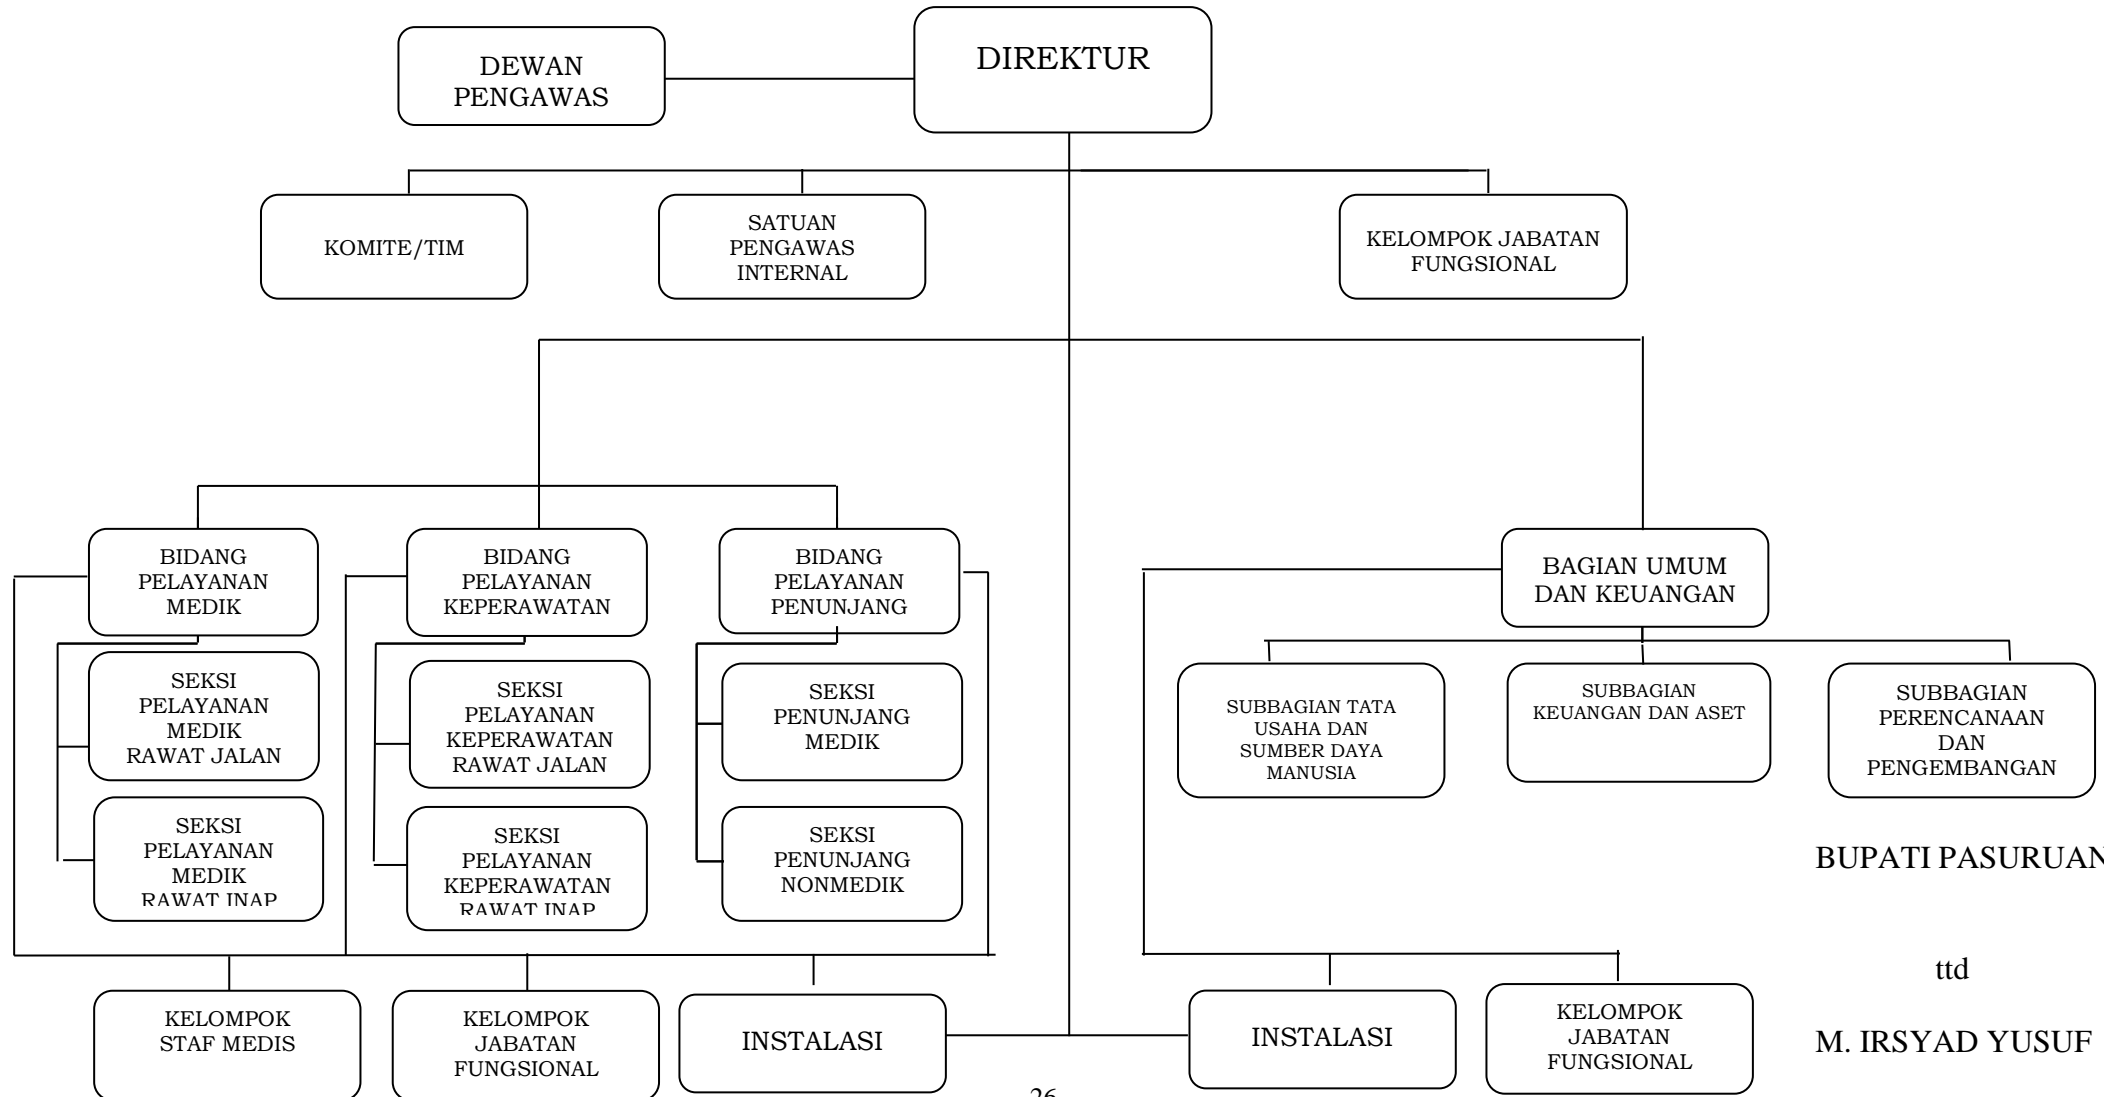 DEWAN
PENGAWAS
DIREKTUR
KOMITE/TIM
SATUAN
PENGAWAS
INTERNAL
KELOMPOK JABATAN
FUNGSIONAL
BIDANG
PELAYANAN
MEDIK
BIDANG
PELAYANAN
KEPERAWATAN
BIDANG
PELAYANAN
PENUNJANG
BAGIAN UMUM
DAN KEUANGAN
SEKSI
PELAYANAN
MEDIK
RAWAT JALAN
SEKSI
PELAYANAN
KEPERAWATAN
RAWAT JALAN
SEKSI
PENUNJANG
MEDIK
SUBBAGIAN TATA
USAHA DAN
SUMBER DAYA
MANUSIA
SUBBAGIAN
KEUANGAN DAN ASET
SUBBAGIAN
PERENCANAAN
DAN
PENGEMBANGAN
SEKSI
PELAYANAN
MEDIK
RAWAT INAP
SEKSI
PELAYANAN
KEPERAWATAN
RAWAT INAP
SEKSI
PENUNJANG
NONMEDIK
BUPATI PASURUAN
ttd
M. IRSYAD YUSUF
KELOMPOK
STAF MEDIS
KELOMPOK
JABATAN
FUNGSIONAL
INSTALASI
INSTALASI
KELOMPOK
JABATAN
FUNGSIONAL
26